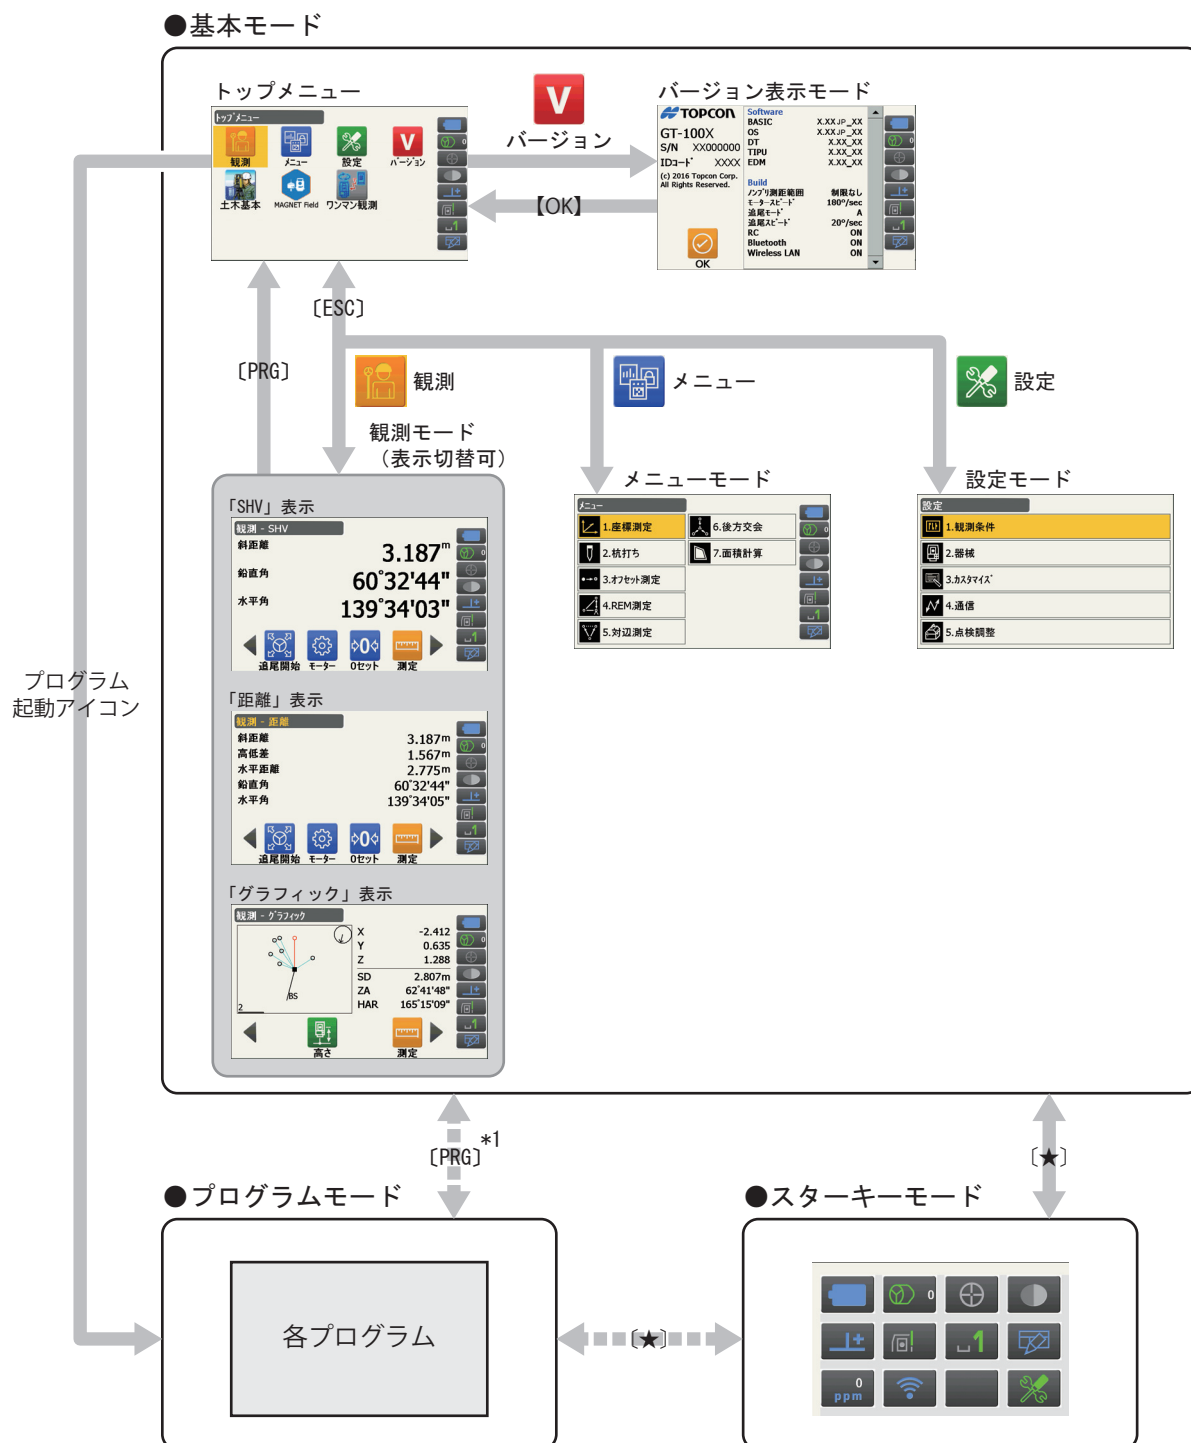 ●基本モード
トップメニュー
トップメニュー
観測
メニュー
設定
V
バージョン
土木基本
MAGNET Field
ワンマン観測
V
バージョン
【OK】
バージョン表示モード
TOPCON
GT-100X
S/N XX000000
IDコード XXXX
(c) 2016 Topcon Corp.
All Rights Reserved.
OK
Software
BASIC X.XX JP_XX
OS X.XX JP_XX
DT X.XX_XX
TIPU X.XX_XX
EDM X.XX_XX
Build
ノンプリ測距範囲 制限なし
モータースピード 180°/sec
追尾モード A
追尾スピード 20°/sec
RC ON
Bluetooth ON
Wireless LAN ON
〔ESC〕
〔PRG〕
観測
メニュー
設定
観測モード
（表示切替可）
「SHV」表示
観測 - SHV
斜距離 3.187m
鉛直角 60°32'44"
水平角 139°34'03"
追尾開始 モーター 0セット 測定
「距離」表示
観測 - 距離
斜距離 3.187m
高低差 1.567m
水平距離 2.775m
鉛直角 60°32'44"
水平角 139°34'05"
追尾開始 モーター 0セット 測定
「グラフィック」表示
観測 - グラフィック
BS
2
X -2.412
Y 0.635
Z 1.288
SD 2.807m
ZA 62°41'48"
HAR 165°15'09"
高さ 測定
メニューモード
メニュー
1.座標測定
2.杭打ち
3.オフセット測定
4.REM測定
5.対辺測定
6.後方交会
7.面積計算
設定モード
設定
1.観測条件
2.器械
3.カスタマイズ
4.通信
5.点検調整
プログラム
起動アイコン
〔PRG〕*1
〔★〕
●プログラムモード
各プログラム
〔★〕
●スターキーモード
0
1
0
ppm